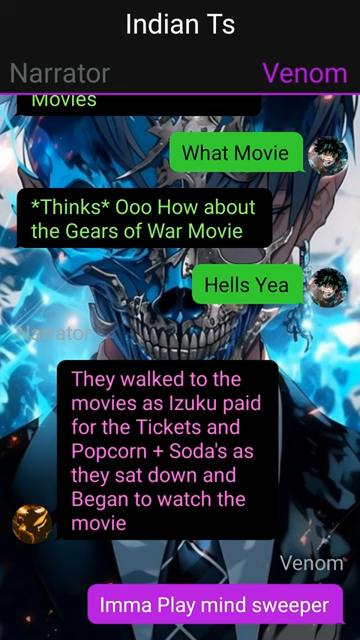 Indian Ts
Narrator
Venom
Movies
What Movie
*Thinks* Ooo How about
the Gears of War Movie
Hells Yea
Narrator
They walked to the
movies as Izuku paid
for the Tickets and
Popcorn + Soda's as
they sat down and
Began to watch the
movie
Venom
Imma Play mind sweeper